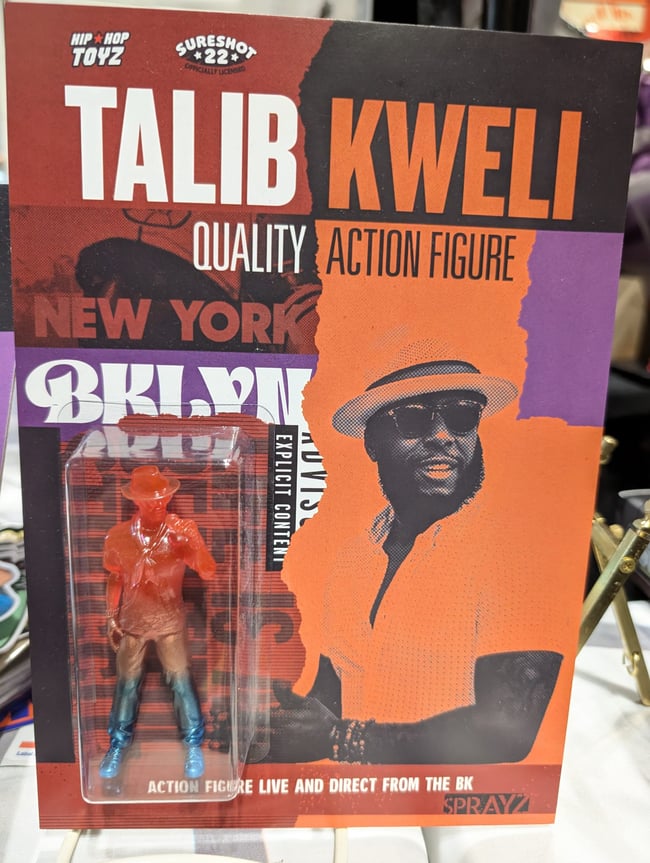 HIP HOP
TOYZ
SURESHOT
22
OFFICIALLY LICENSED
TALIB KWELI
QUALITY ACTION FIGURE
NEW YORK
BKLYN
EXPLICIT CONTENT
ACTION FIGURE LIVE AND DIRECT FROM THE BK
SPRAYZ